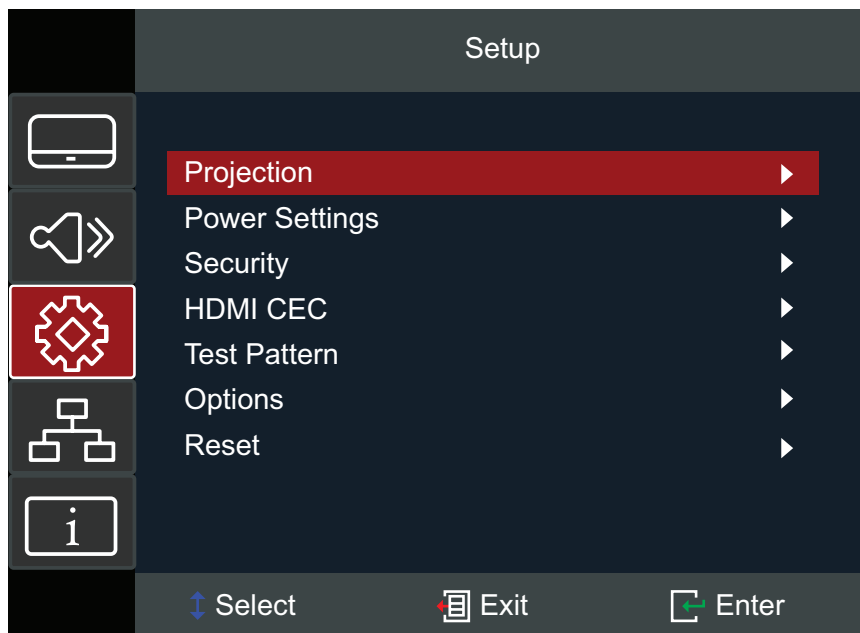 Setup
Projection
Power Settings
Security
HDMI CEC
Test Pattern
Options
Reset
i
Select Exit Enter